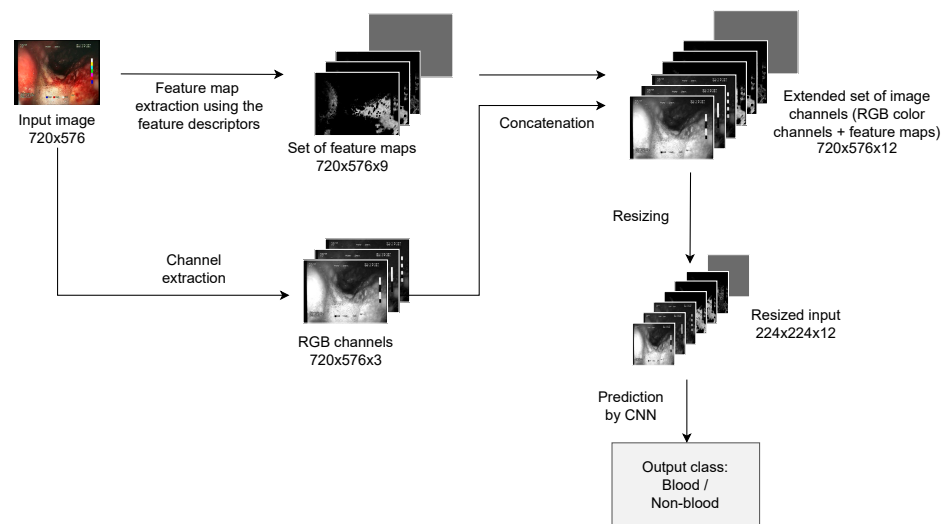 Input image
720x576
Feature map
extraction using the
feature descriptors
Set of feature maps
720x576x9
Concatenation
Extended set of image
channels (RGB color
channels + feature maps)
720x576x12
Channel
extraction
RGB channels
720x576x3
Resizing
Resized input
224x224x12
Prediction
by CNN
Output class:
Blood /
Non-blood